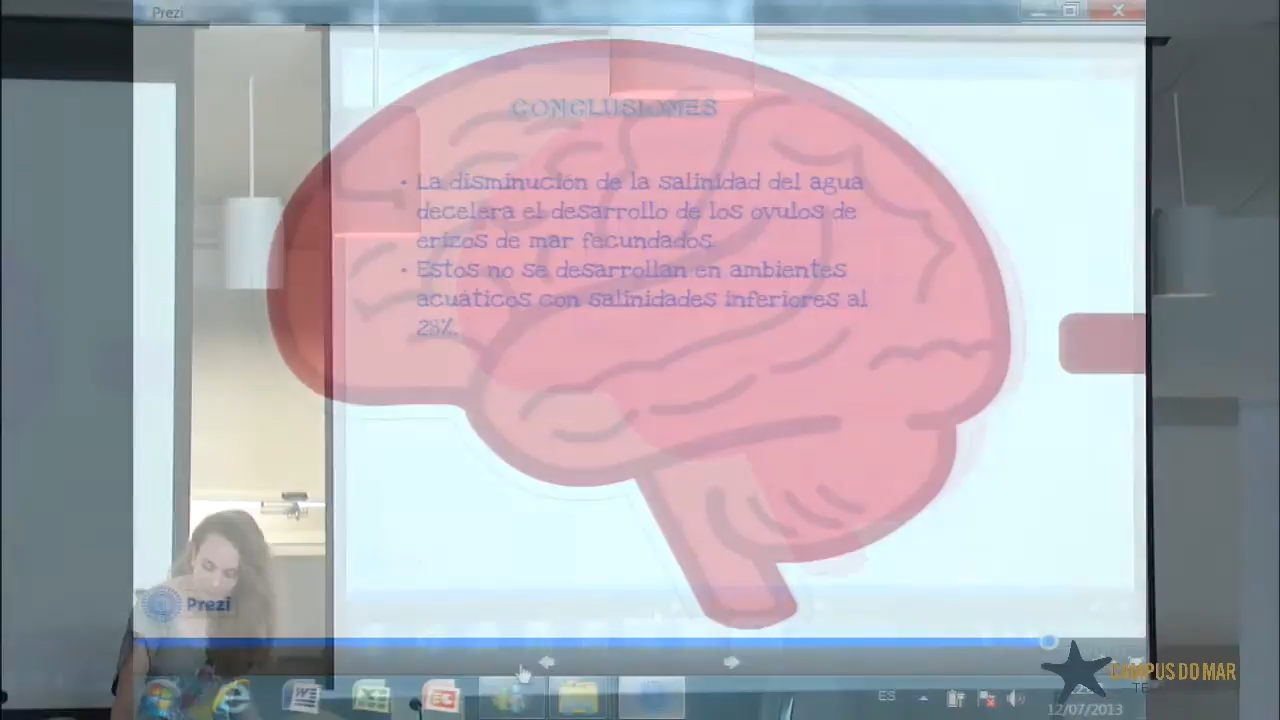 Prezi
CONCLUSIONES
• La disminución de la salinidad del agua
decelera el desarrollo de los óvulos de
erizos de mar fecundados.
• Estos no se desarrollan en ambientes
acuáticos con salinidades inferiores al
28%.
Prezi
CAMPUS DO MAR
ES
12/07/2013